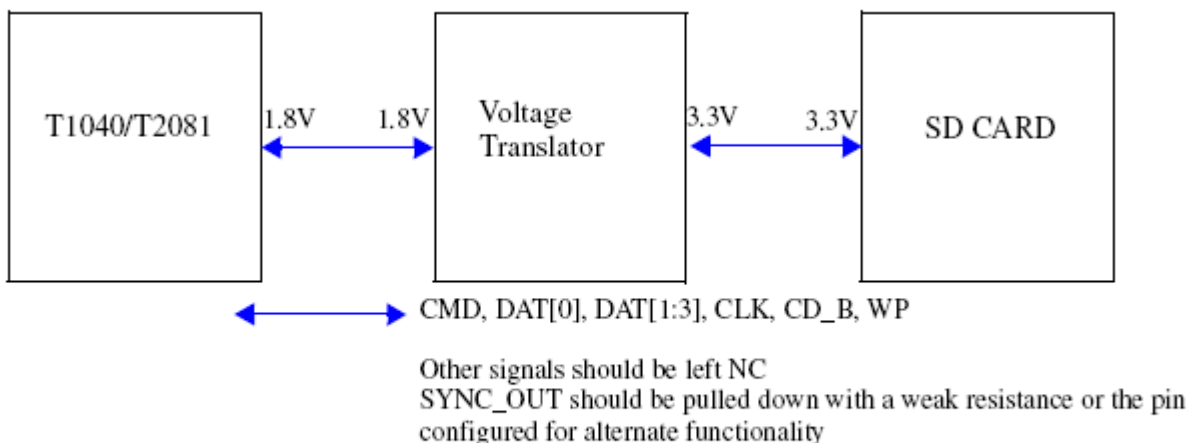 T1040/T2081
1.8V
1.8V
Voltage
Translator
3.3V
3.3V
SD CARD
CMD, DAT[0], DAT[1:3], CLK, CD_B, WP
Other signals should be left NC
SYNC_OUT should be pulled down with a weak resistance or the pin
configured for alternate functionality